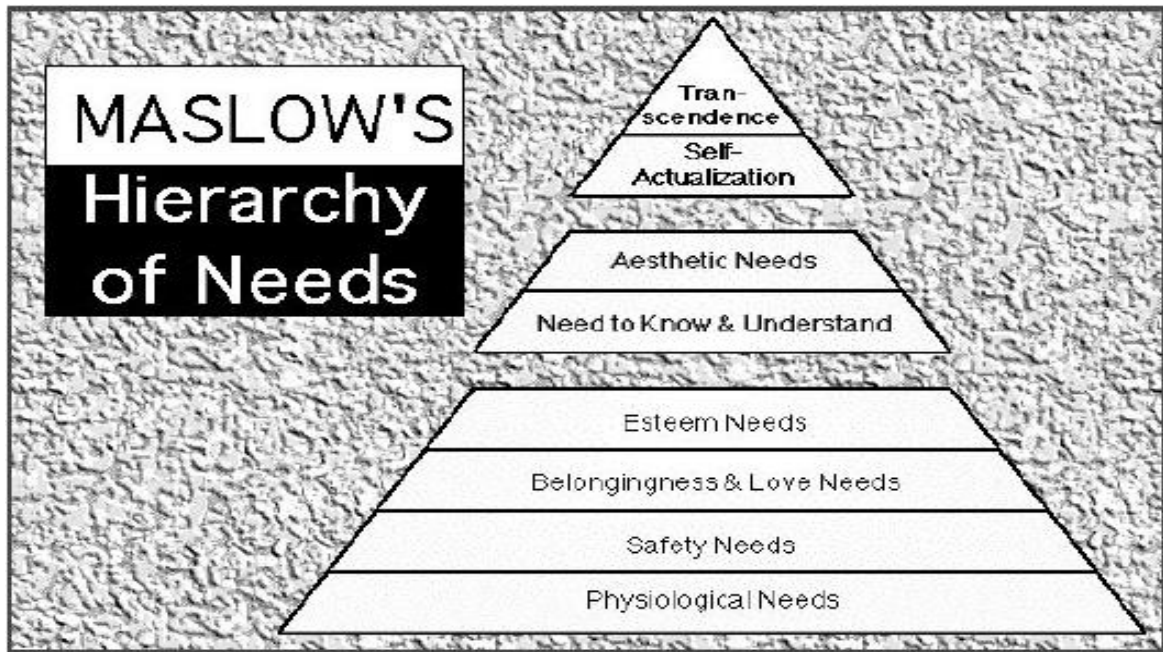 MASLOW'S
Hierarchy
of Needs
Tran-
scendence
Self-
Actualization
Aesthetic Needs
Need to Know & Understand
Esteem Needs
Belongingness & Love Needs
Safety Needs
Physiological Needs